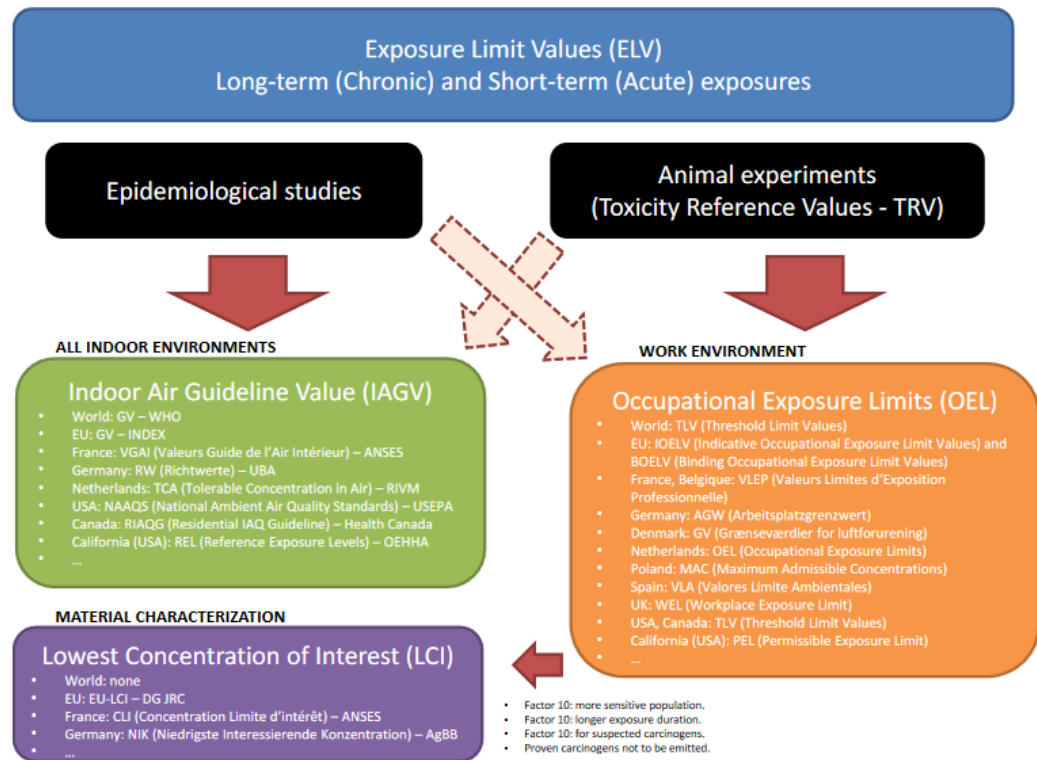 Exposure Limit Values (ELV)
Long-term (Chronic) and Short-term (Acute) exposures
Epidemiological studies
Animal experiments
(Toxicity Reference Values - TRV)
ALL INDOOR ENVIRONMENTS
Indoor Air Guideline Value (IAGV)
• World: GV – WHO
• EU: GV – INDEX
• France: VGAI (Valeurs Guide de l’Air Intérieur) – ANSES
• Germany: RW (Richtwerte) – UBA
• Netherlands: TCA (Tolerable Concentration in Air) – RIVM
• USA: NAAQS (National Ambient Air Quality Standards) – USEPA
• Canada: RIAQG (Residential IAQ Guideline) – Health Canada
• California (USA): REL (Reference Exposure Levels) – OEHHA
• …
WORK ENVIRONMENT
Occupational Exposure Limits (OEL)
• World: TLV (Threshold Limit Values)
• EU: IOELV (Indicative Occupational Exposure Limit Values) and
BOELV (Binding Occupational Exposure Limit Values)
• France, Belgique: VLEP (Valeurs Limites d’Exposition
Professionnelle)
• Germany: AGW (Arbeitsplatzgrenzwert)
• Denmark: GV (Grænseværdier for luftforurening)
• Netherlands: OEL (Occupational Exposure Limits)
• Poland: MAC (Maximum Admissible Concentrations)
• Spain: VLA (Valores Límite Ambientales)
• UK: WEL (Workplace Exposure Limit)
• USA, Canada: TLV (Threshold Limit Values)
• California (USA): PEL (Permissible Exposure Limit)
• …
MATERIAL CHARACTERIZATION
Lowest Concentration of Interest (LCI)
• World: none
• EU: EU-LCI – DG JRC
• France: CLI (Concentration Limite d’intérêt) – ANSES
• Germany: NIK (Niedrigste Interessierende Konzentration) – AgBB
• …
• Factor 10: more sensitive population.
• Factor 10: longer exposure duration.
• Factor 10: for suspected carcinogens.
• Proven carcinogens not to be emitted.